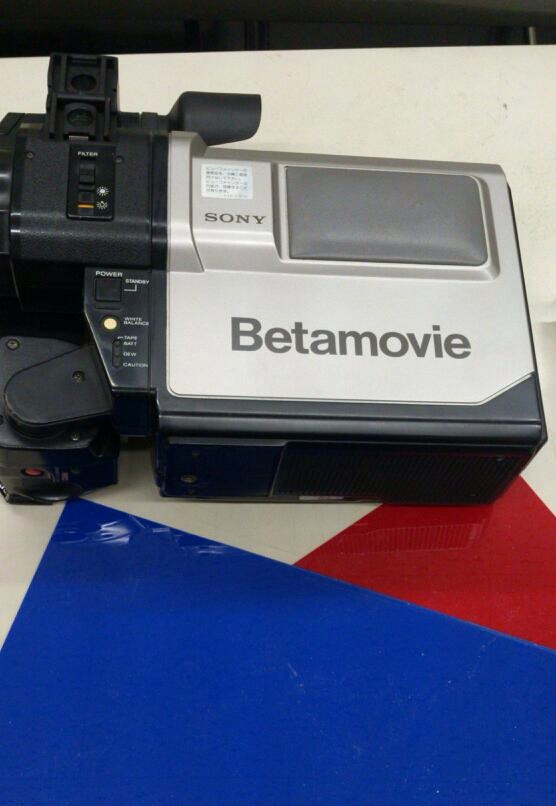 FILTER
SONY
POWER
STANDBY
WHITE
BALANCE
Betamovie
TAPE
BATT
DEW
CAUTION